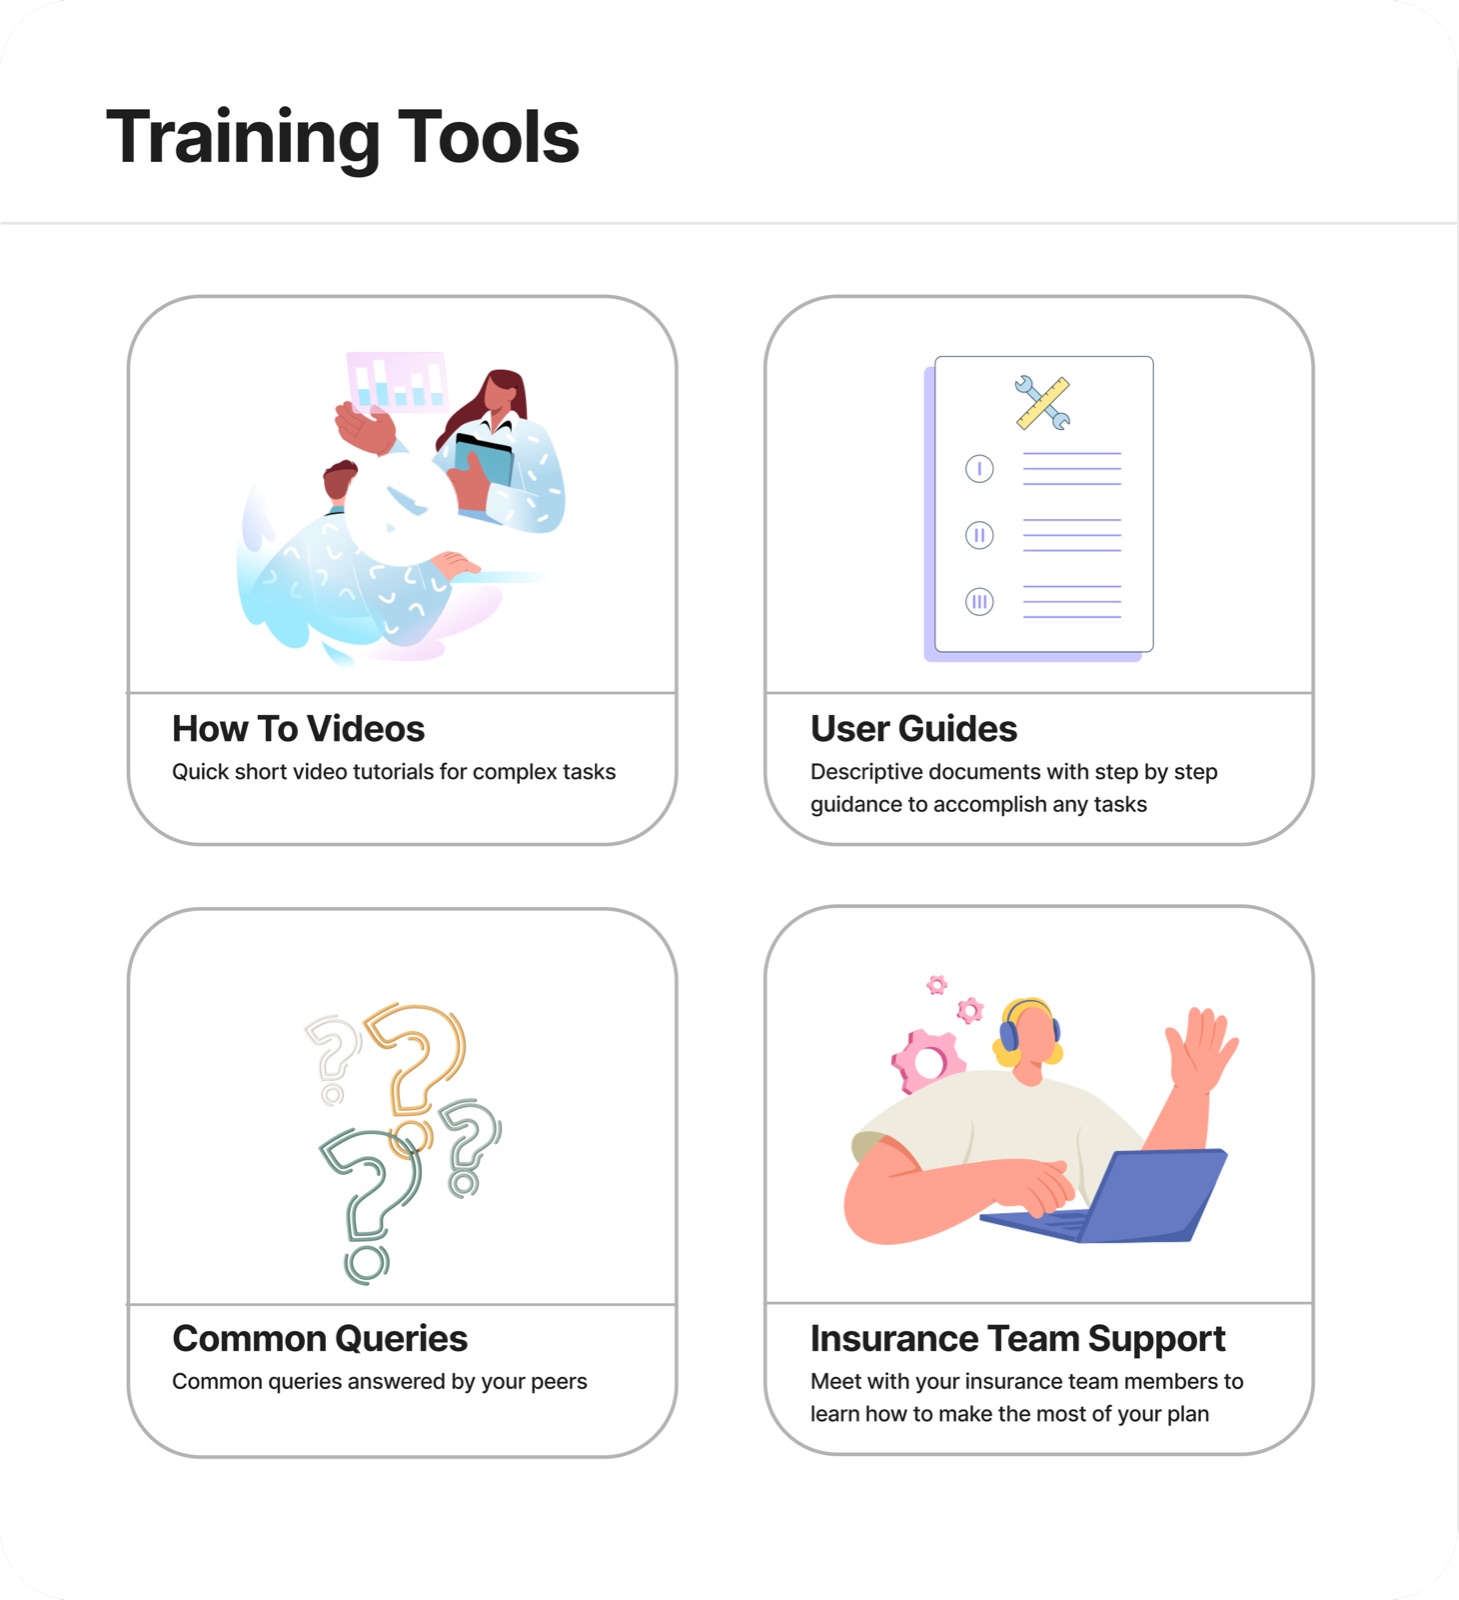 Training Tools
How To Videos
Quick short video tutorials for complex tasks
User Guides
Descriptive documents with step by step
guidance to accomplish any tasks
Common Queries
Common queries answered by your peers
Insurance Team Support
Meet with your insurance team members to
learn how to make the most of your plan